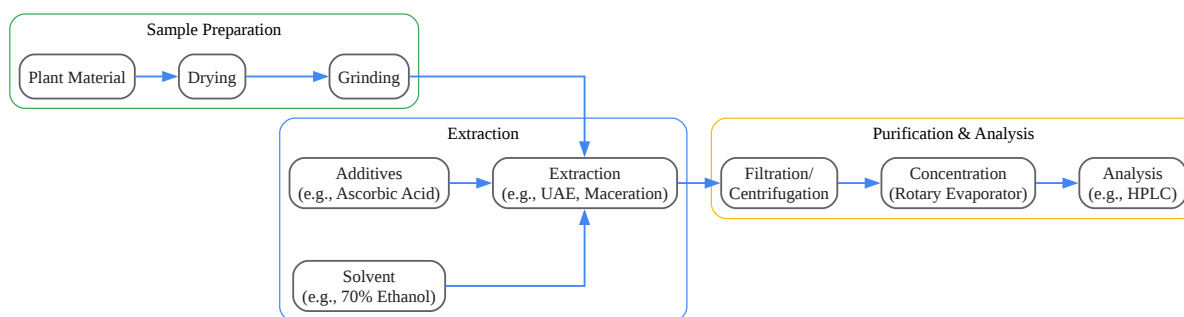 Sample Preparation
Plant Material
Drying
Grinding
Extraction
Additives
(e.g., Ascorbic Acid)
Extraction
(e.g., UAE, Maceration)
Solvent
(e.g., 70% Ethanol)
Purification & Analysis
Filtration/
Centrifugation
Concentration
(Rotary Evaporator)
Analysis
(e.g., HPLC)